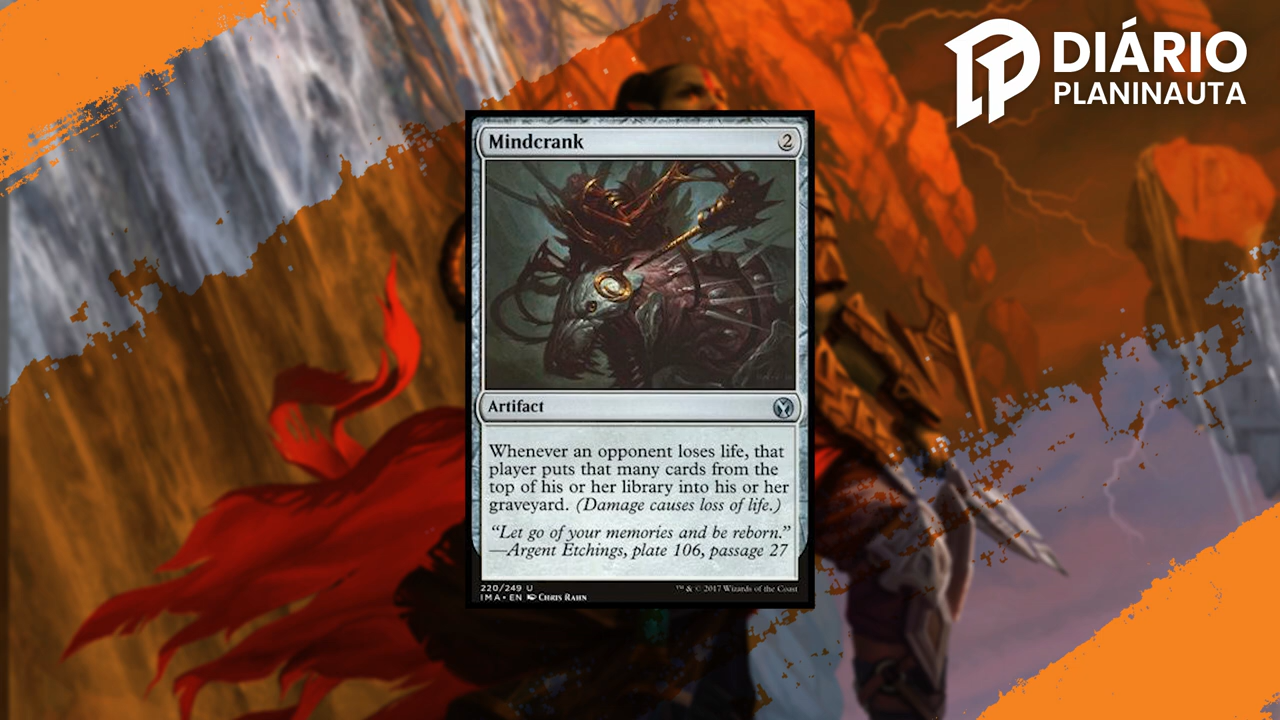 DIÁRIO
PLANINAUTA
Mindcrank 2
Artifact
Whenever an opponent loses life, that
player puts that many cards from the
top of his or her library into his or her
graveyard. (Damage causes loss of life.)
“Let go of your memories and be reborn.”
—Argent Etchings, plate 106, passage 27
220/249 U
™ & © 2017 Wizards of the Coast
IMA • EN Chris Rahn